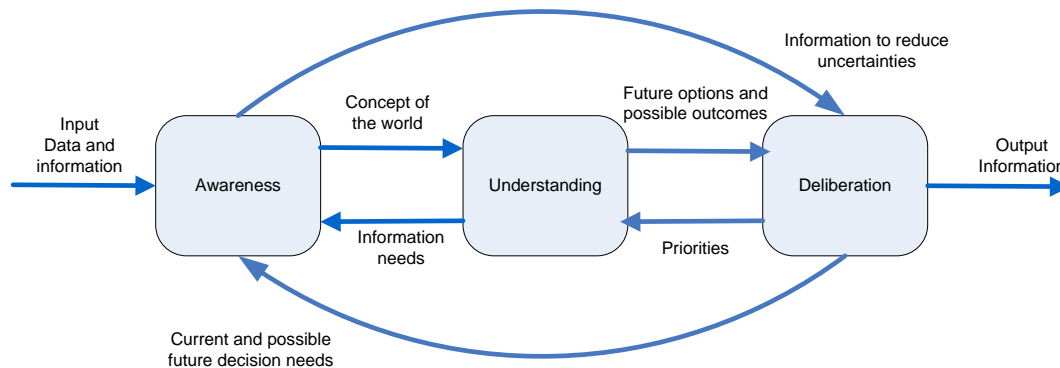 Information to reduce
uncertainties
Input
Data and
information
Concept of
the world
Future options and
possible outcomes
Output
Information
Awareness
Understanding
Deliberation
Information
needs
Priorities
Current and possible
future decision needs